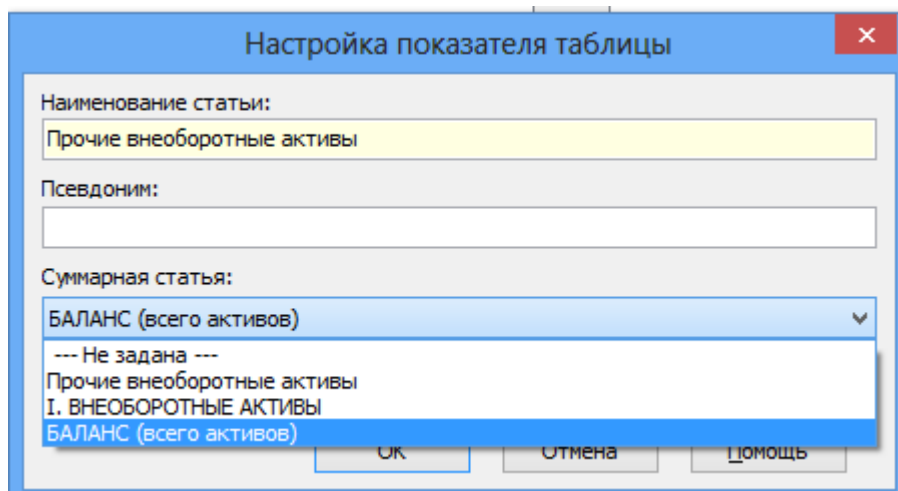 Настройка показателя таблицы
Наименование статьи:
Прочие внеоборотные активы
Псевдоним:
Суммарная статья:
БАЛАНС (всего активов)
--- Не задана ---
Прочие внеоборотные активы
I. ВНЕОБОРОТНЫЕ АКТИВЫ
БАЛАНС (всего активов)
ОК Отмена Помощь